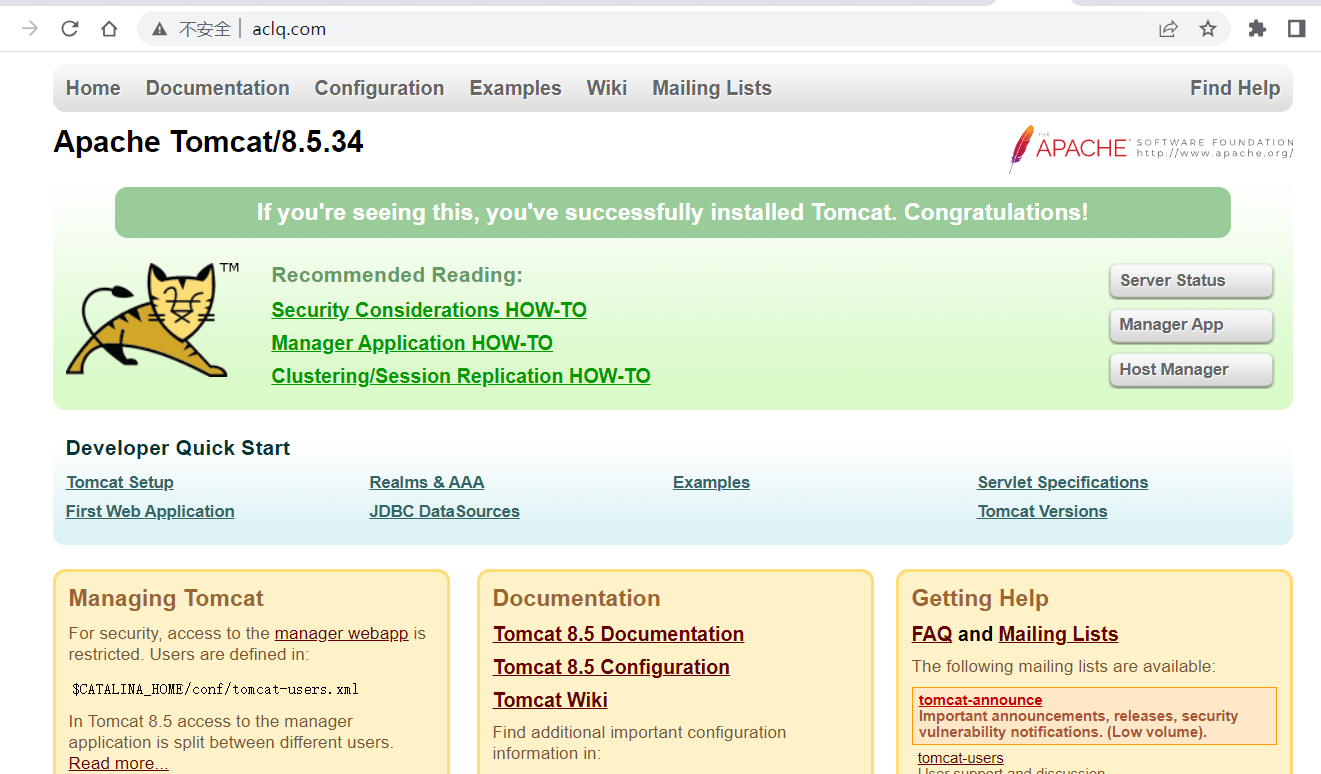 不安全 aclq.com
Home Documentation Configuration Examples Wiki Mailing Lists Find Help
Apache Tomcat/8.5.34
THE APACHE™ SOFTWARE FOUNDATION
http://www.apache.org/
If you're seeing this, you've successfully installed Tomcat. Congratulations!
TM
Recommended Reading:
Security Considerations HOW-TO
Manager Application HOW-TO
Clustering/Session Replication HOW-TO
Server Status
Manager App
Host Manager
Developer Quick Start
Tomcat Setup
First Web Application
Realms & AAA
JDBC DataSources
Examples
Servlet Specifications
Tomcat Versions
Managing Tomcat
For security, access to the manager webapp is
restricted. Users are defined in:
$CATALINA_HOME/conf/tomcat-users.xml
In Tomcat 8.5 access to the manager
application is split between different users.
Read more...
Documentation
Tomcat 8.5 Documentation
Tomcat 8.5 Configuration
Tomcat Wiki
Find additional important configuration
information in:
Getting Help
FAQ and Mailing Lists
The following mailing lists are available:
tomcat-announce
Important announcements, releases, security
vulnerability notifications. (Low volume).
tomcat-users
User support and discussion